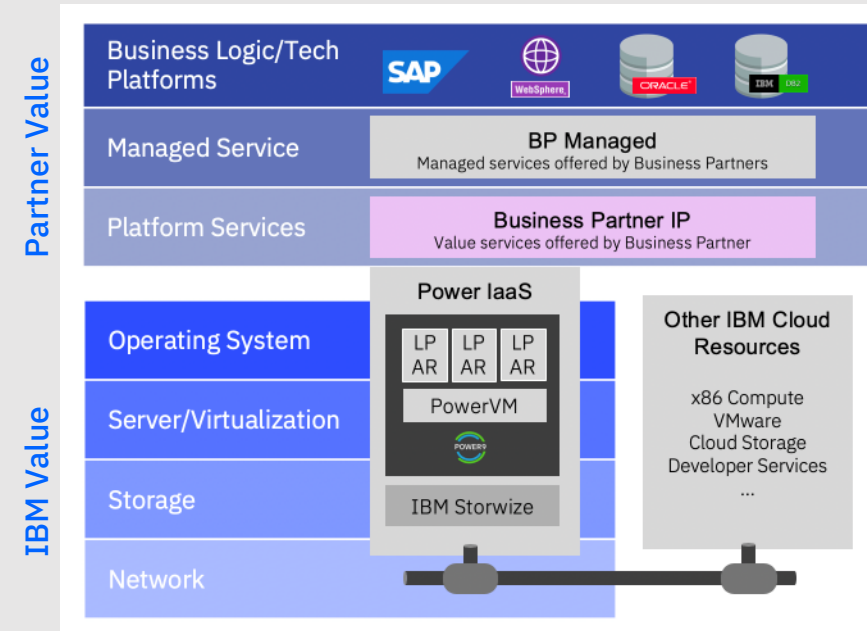 Partner Value
Business Logic/Tech
Platforms
SAP
WebSphere
ORACLE
IBM DB2
Managed Service
BP Managed
Managed services offered by Business Partners
Platform Services
Business Partner IP
Value services offered by Business Partner
IBM Value
Operating System
Server/Virtualization
Storage
Network
Power IaaS
LP LP LP
AR AR AR
PowerVM
POWER9
IBM Storwize
Other IBM Cloud
Resources
x86 Compute
VMware
Cloud Storage
Developer Services
...